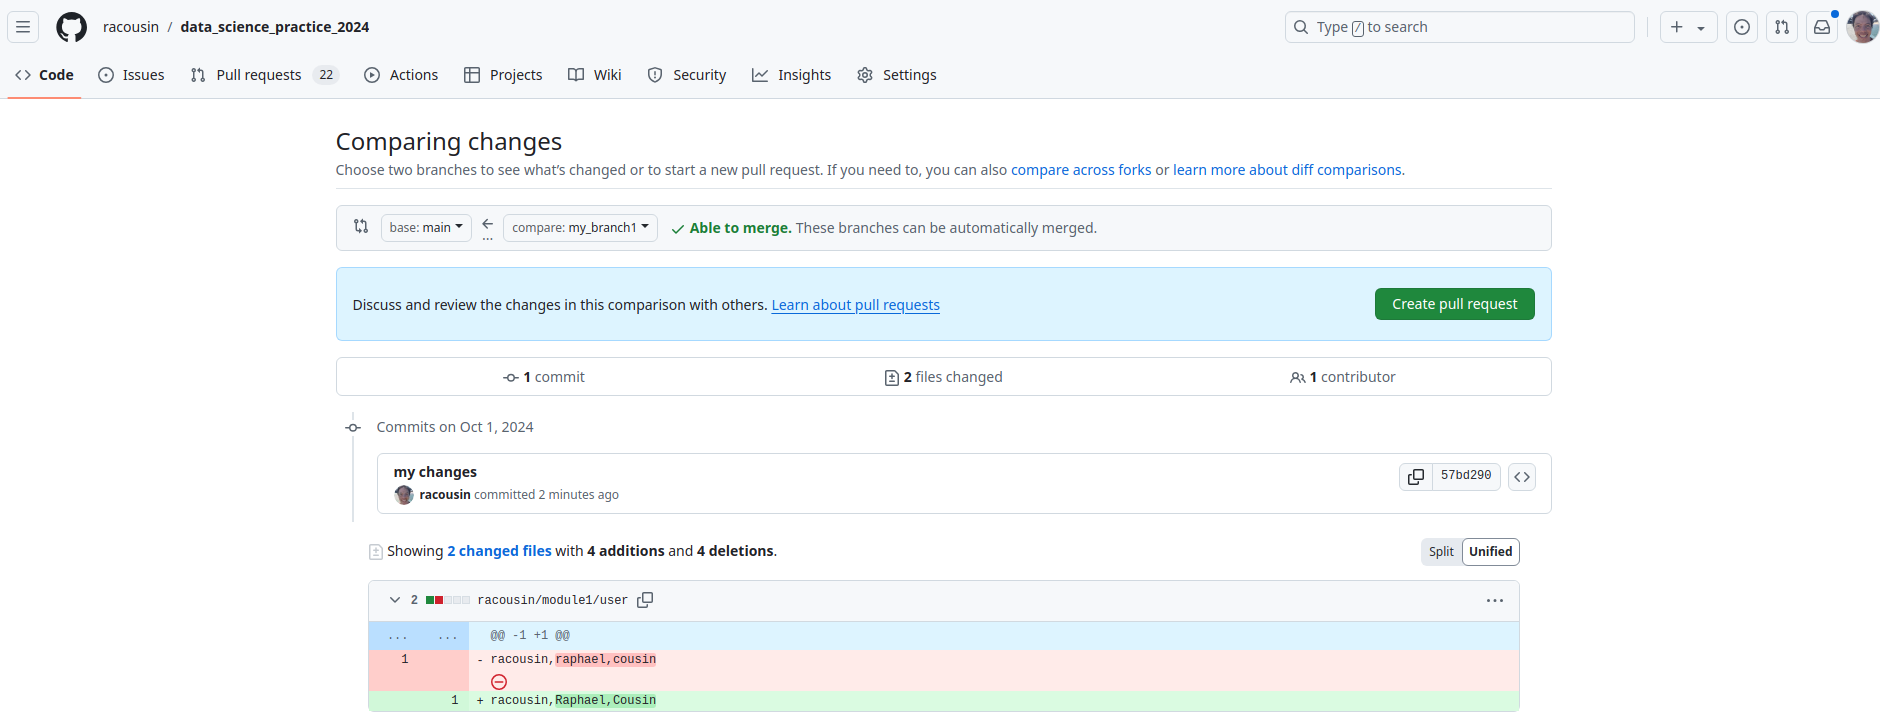 racousin / data_science_practice_2024
Type / to search
Code Issues Pull requests 22 Actions Projects Wiki Security Insights Settings
Comparing changes
Choose two branches to see what's changed or to start a new pull request. If you need to, you can also compare across forks or learn more about diff comparisons.
base: main ... compare: my_branch1 Able to merge. These branches can be automatically merged.
Discuss and review the changes in this comparison with others. Learn about pull requests Create pull request
1 commit 2 files changed 1 contributor
Commits on Oct 1, 2024
my changes
57bd290
racousin committed 2 minutes ago
Showing 2 changed files with 4 additions and 4 deletions. Split Unified
2 racousin/module1/user
... ... @@ -1 +1 @@
1 - racousin,raphael,cousin
1 + racousin,Raphael,Cousin